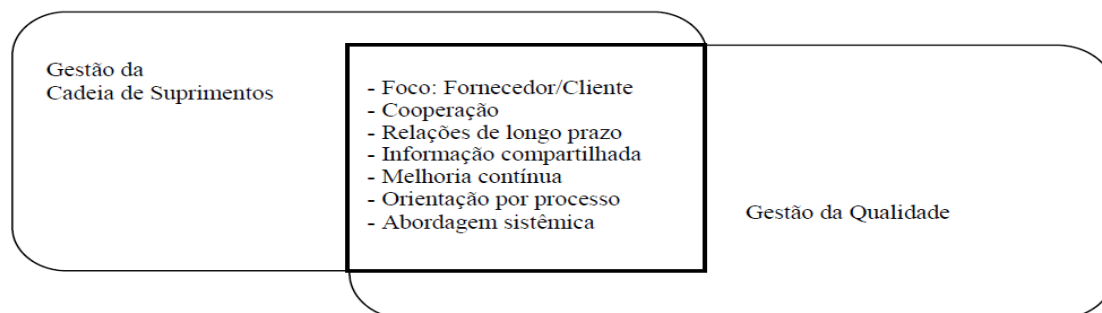 Gestão da
Cadeia de Suprimentos
- Foco: Fornecedor/Cliente
- Cooperação
- Relações de longo prazo
- Informação compartilhada
- Melhoria contínua
- Orientação por processo
- Abordagem sistêmica
Gestão da Qualidade